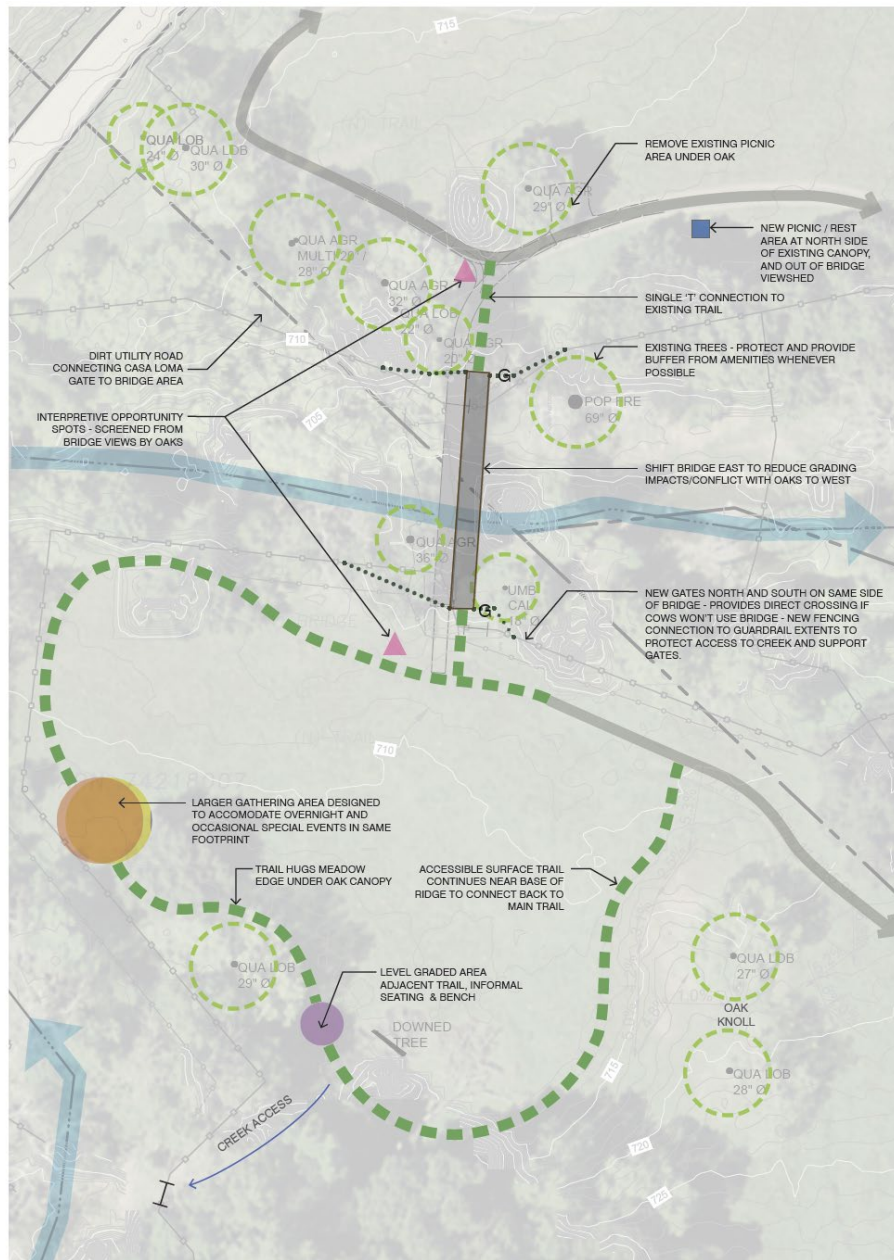 715
QUA LOB
24" Ø
QUA LOB
30" Ø
REMOVE EXISTING PICNIC
AREA UNDER OAK
QUA AGR
29" Ø
NEW PICNIC / REST
AREA AT NORTH SIDE
OF EXISTING CANOPY,
AND OUT OF BRIDGE
VIEWSHED
QUA AGR
28" Ø
QUA AGR
32" Ø
QUA LOB
SINGLE 'T' CONNECTION TO
EXISTING TRAIL
710
QUA AGR
20" Ø
DIRT UTILITY ROAD
CONNECTING CASA LOMA
GATE TO BRIDGE AREA
EXISTING TREES - PROTECT AND PROVIDE
BUFFER FROM AMENITIES WHENEVER
POSSIBLE
G
POP FRE
69" Ø
705
INTERPRETIVE OPPORTUNITY
SPOTS - SCREENED FROM
BRIDGE VIEWS BY OAKS
SHIFT BRIDGE EAST TO REDUCE GRADING
IMPACTS/CONFLICT WITH OAKS TO WEST
QUA AGR
36" Ø
UMB
CAL
G
NEW GATES NORTH AND SOUTH ON SAME SIDE
OF BRIDGE - PROVIDES DIRECT CROSSING IF
COWS WON'T USE BRIDGE - NEW FENCING
CONNECTION TO GUARDRAIL EXTENTS TO
PROTECT ACCESS TO CREEK AND SUPPORT
GATES.
710
LARGER GATHERING AREA DESIGNED
TO ACCOMODATE OVERNIGHT AND
OCCASIONAL SPECIAL EVENTS IN SAME
FOOTPRINT
TRAIL HUGS MEADOW
EDGE UNDER OAK CANOPY
ACCESSIBLE SURFACE TRAIL
CONTINUES NEAR BASE OF
RIDGE TO CONNECT BACK TO
MAIN TRAIL
QUA LOB
29" Ø
QUA LOB
27" Ø
LEVEL GRADED AREA
ADJACENT TRAIL, INFORMAL
SEATING & BENCH
OAK
KNOLL
DOWNED
TREE
QUA LOB
28" Ø
715
CREEK ACCESS
720
725